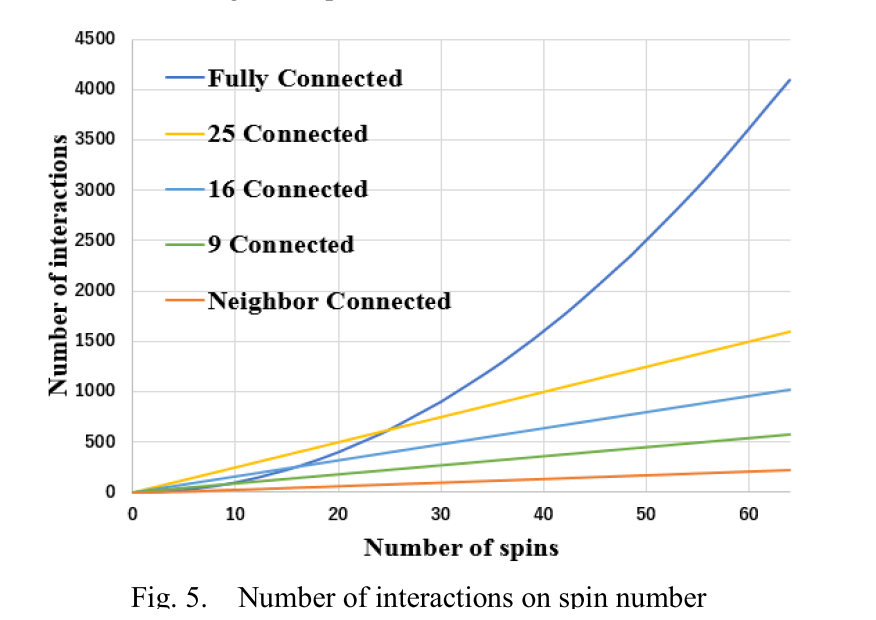 4500
4000
3500
3000
2500
2000
1500
1000
500
0
Number of interactions
Fully Connected
25 Connected
16 Connected
9 Connected
Neighbor Connected
0 10 20 30 40 50 60
Number of spins
Fig. 5. Number of interactions on spin number